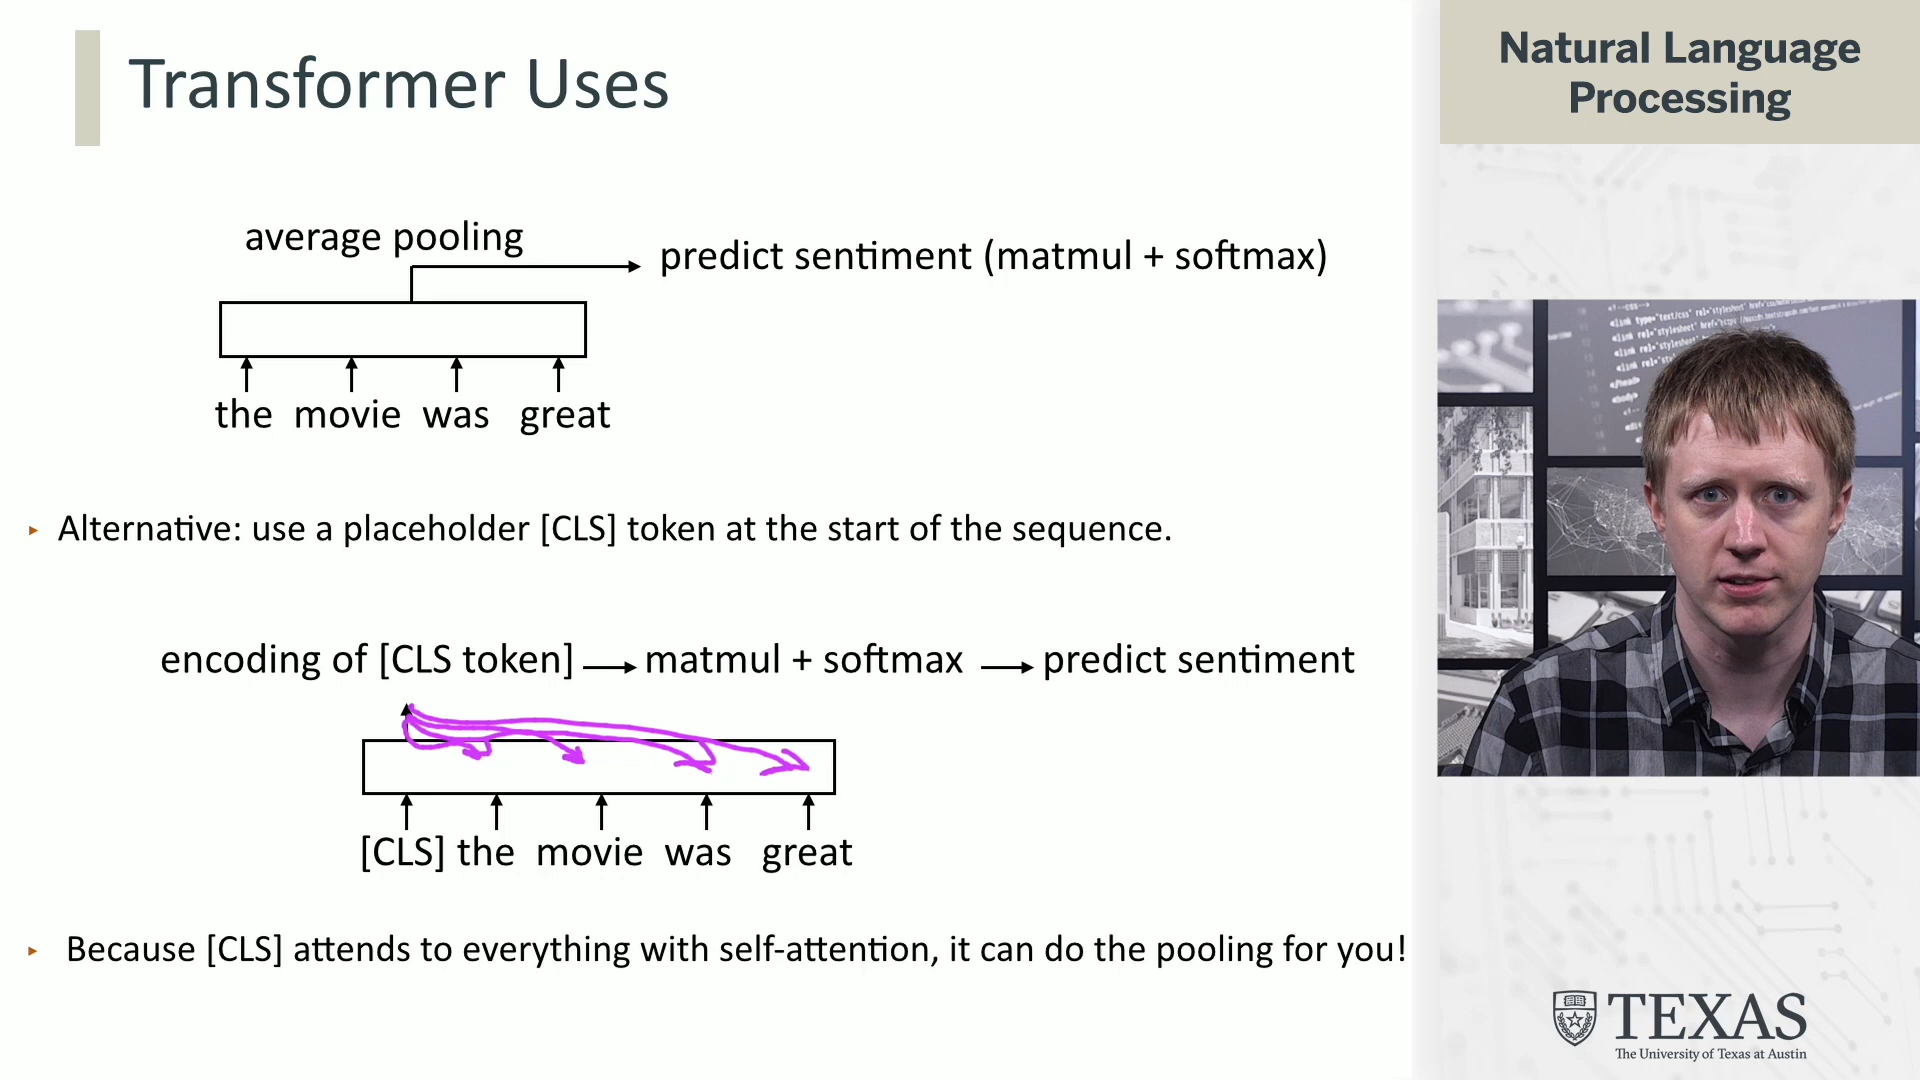 Transformer Uses
average pooling
predict sentiment (matmul + softmax)
the movie was great
Alternative: use a placeholder [CLS] token at the start of the sequence.
encoding of [CLS token] matmul + softmax predict sentiment
[CLS] the movie was great
Because [CLS] attends to everything with self-attention, it can do the pooling for you!
Natural Language
Processing
TEXAS
The University of Texas at Austin